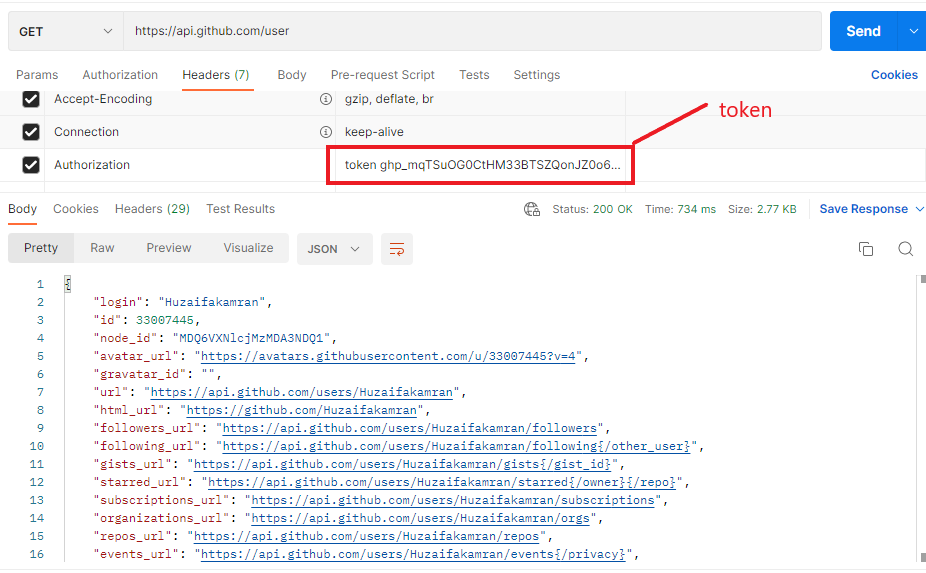 GET https://api.github.com/user Send
Params Authorization Headers (7) Body Pre-request Script Tests Settings Cookies
Accept-Encoding gzip, deflate, br
token
Connection keep-alive
Authorization token ghp_mqTSuOG0CtHM33BTSZQonJZ0o6...
Body Cookies Headers (29) Test Results Status: 200 OK Time: 734 ms Size: 2.77 KB Save Response
Pretty Raw Preview Visualize JSON
1 {
2 "login": "Huzaifakamran",
3 "id": 33007445,
4 "node_id": "MDQ6VXNlcjMzMDA3NDQ1",
5 "avatar_url": "https://avatars.githubusercontent.com/u/33007445?v=4",
6 "gravatar_id": "",
7 "url": "https://api.github.com/users/Huzaifakamran",
8 "html_url": "https://github.com/Huzaifakamran",
9 "followers_url": "https://api.github.com/users/Huzaifakamran/followers",
10 "following_url": "https://api.github.com/users/Huzaifakamran/following{/other_user}",
11 "gists_url": "https://api.github.com/users/Huzaifakamran/gists{/gist_id}",
12 "starred_url": "https://api.github.com/users/Huzaifakamran/starred{/owner}{/repo}",
13 "subscriptions_url": "https://api.github.com/users/Huzaifakamran/subscriptions",
14 "organizations_url": "https://api.github.com/users/Huzaifakamran/orgs",
15 "repos_url": "https://api.github.com/users/Huzaifakamran/repos",
16 "events_url": "https://api.github.com/users/Huzaifakamran/events{/privacy}",